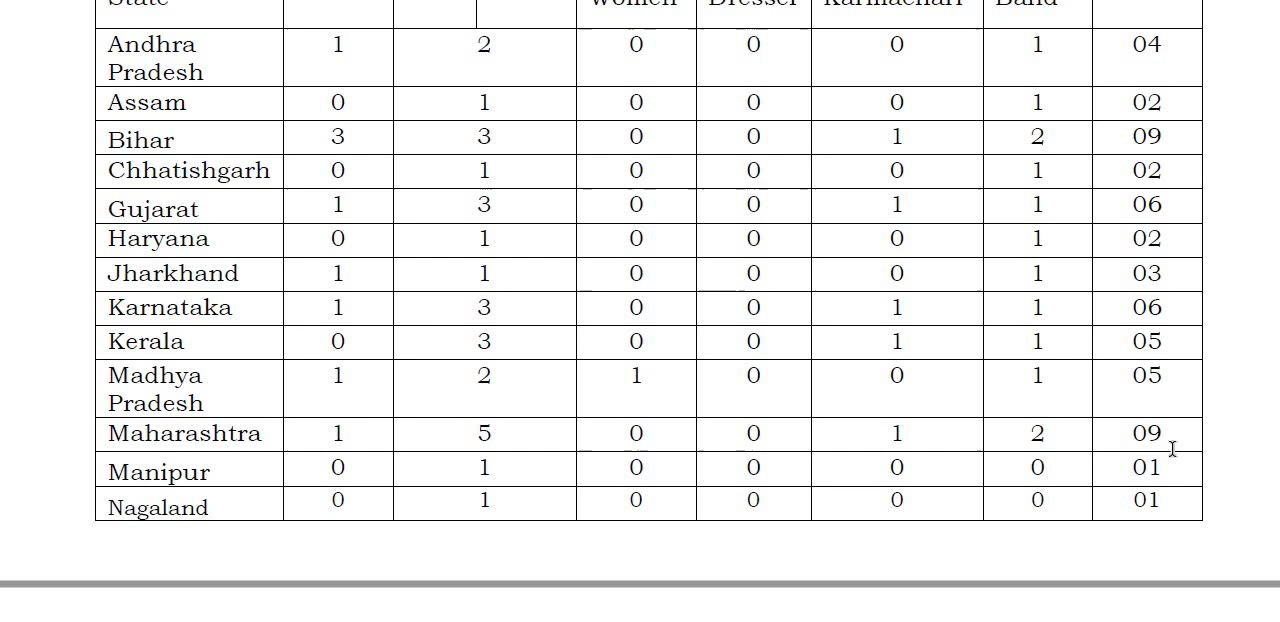 State Women Dresser Karmachari Band
Andhra Pradesh 1 2 0 0 0 1 04
Assam 0 1 0 0 0 1 02
Bihar 3 3 0 0 1 2 09
Chhatishgarh 0 1 0 0 0 1 02
Gujarat 1 3 0 0 1 1 06
Haryana 0 1 0 0 0 1 02
Jharkhand 1 1 0 0 0 1 03
Karnataka 1 3 0 0 1 1 06
Kerala 0 3 0 0 1 1 05
Madhya Pradesh 1 2 1 0 0 1 05
Maharashtra 1 5 0 0 1 2 09
Manipur 0 1 0 0 0 0 01
Nagaland 0 1 0 0 0 0 01